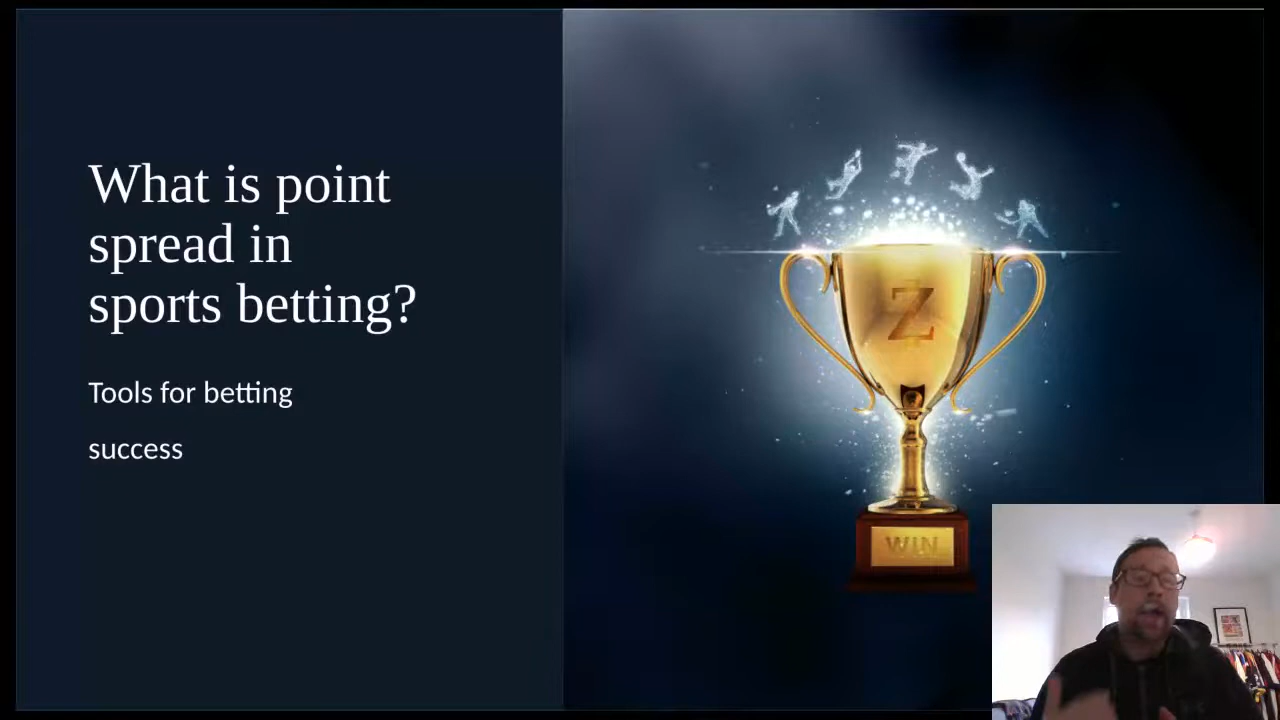 What is point
spread in
sports betting?
Tools for betting
success
Z
WIN